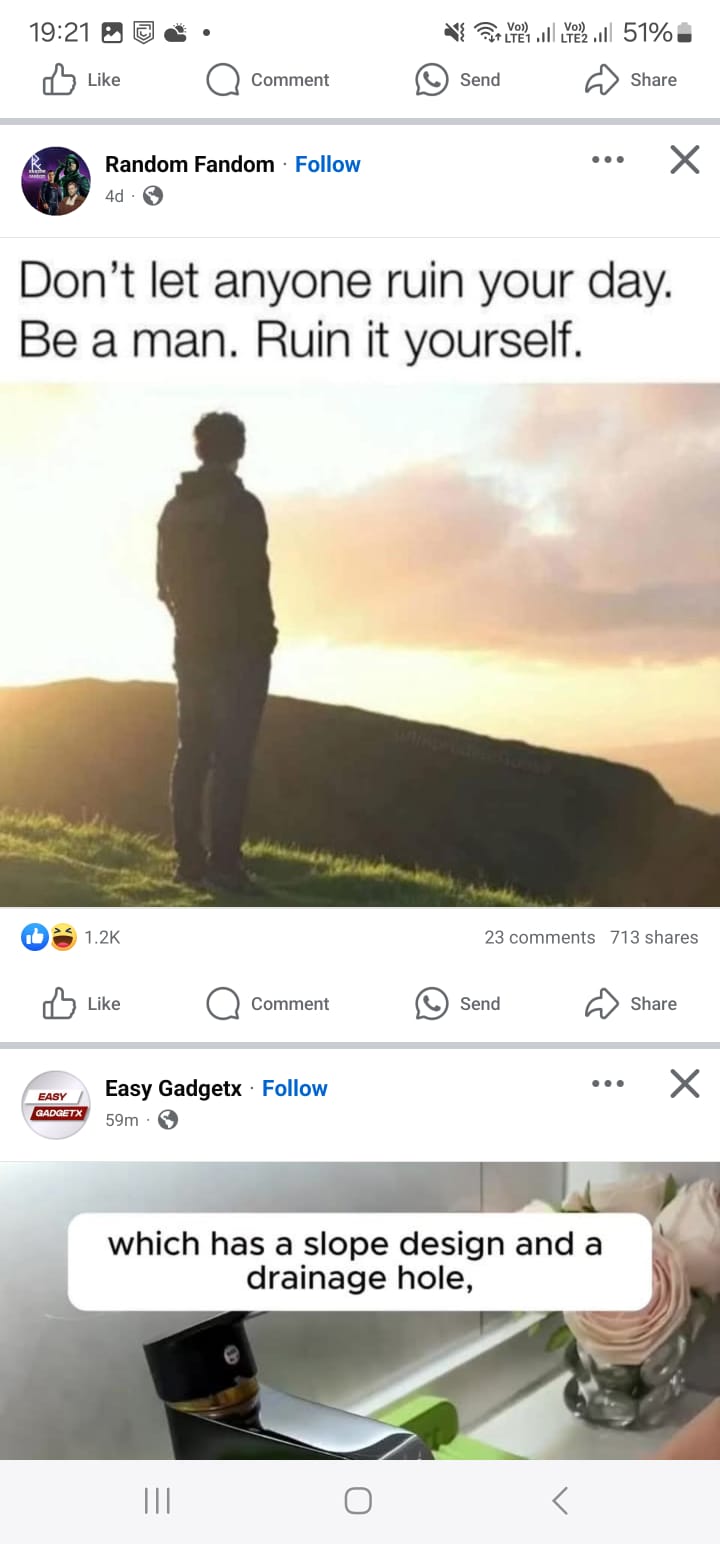 19:21
Vo)) LTE1 Vo)) LTE2 51%
Like Comment Send Share
Random Fandom · Follow
4d ·
Don't let anyone ruin your day.
Be a man. Ruin it yourself.
1.2K 23 comments 713 shares
Like Comment Send Share
EASY
GADGETX
Easy Gadgetx · Follow
59m ·
which has a slope design and a
drainage hole,